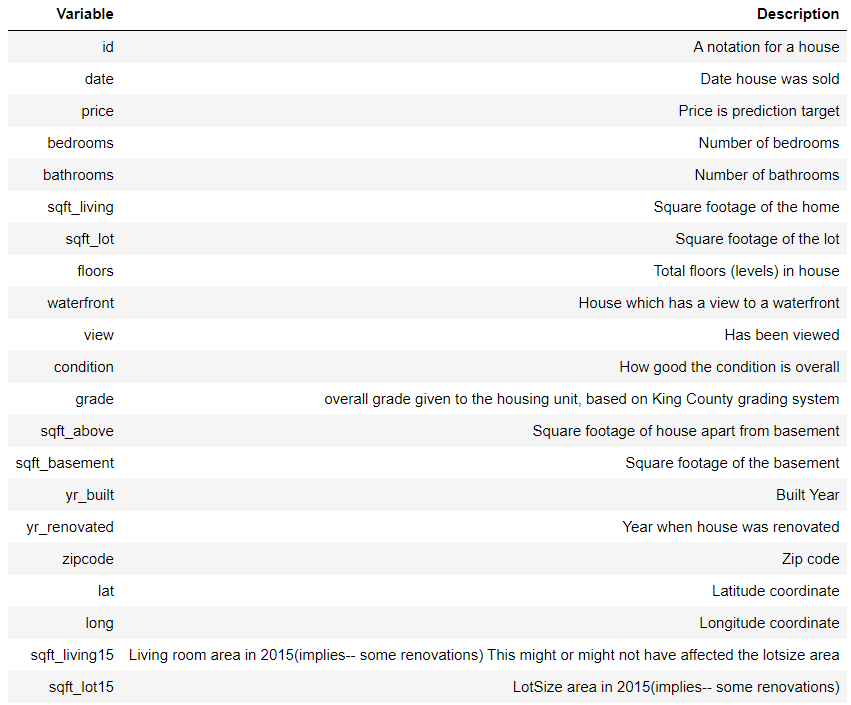 Variable Description
id A notation for a house
date Date house was sold
price Price is prediction target
bedrooms Number of bedrooms
bathrooms Number of bathrooms
sqft_living Square footage of the home
sqft_lot Square footage of the lot
floors Total floors (levels) in house
waterfront House which has a view to a waterfront
view Has been viewed
condition How good the condition is overall
grade overall grade given to the housing unit, based on King County grading system
sqft_above Square footage of house apart from basement
sqft_basement Square footage of the basement
yr_built Built Year
yr_renovated Year when house was renovated
zipcode Zip code
lat Latitude coordinate
long Longitude coordinate
sqft_living15 Living room area in 2015(implies-- some renovations) This might or might not have affected the lotsize area
sqft_lot15 LotSize area in 2015(implies-- some renovations)